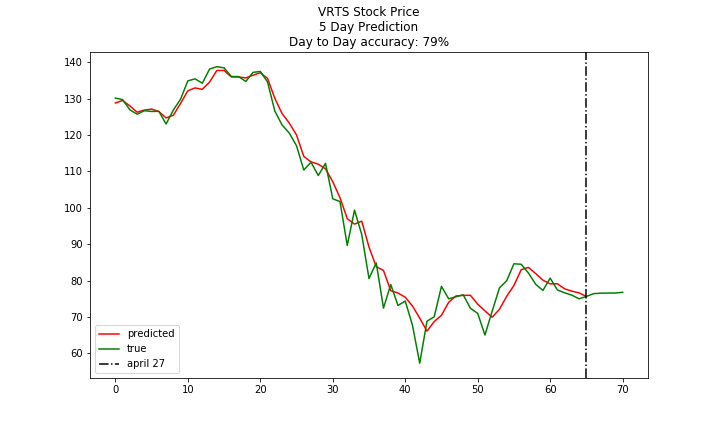 VRTS Stock Price
5 Day Prediction
Day to Day accuracy: 79%
140
130
120
110
100
90
80
70
60
predicted
true
april 27
0 10 20 30 40 50 60 70